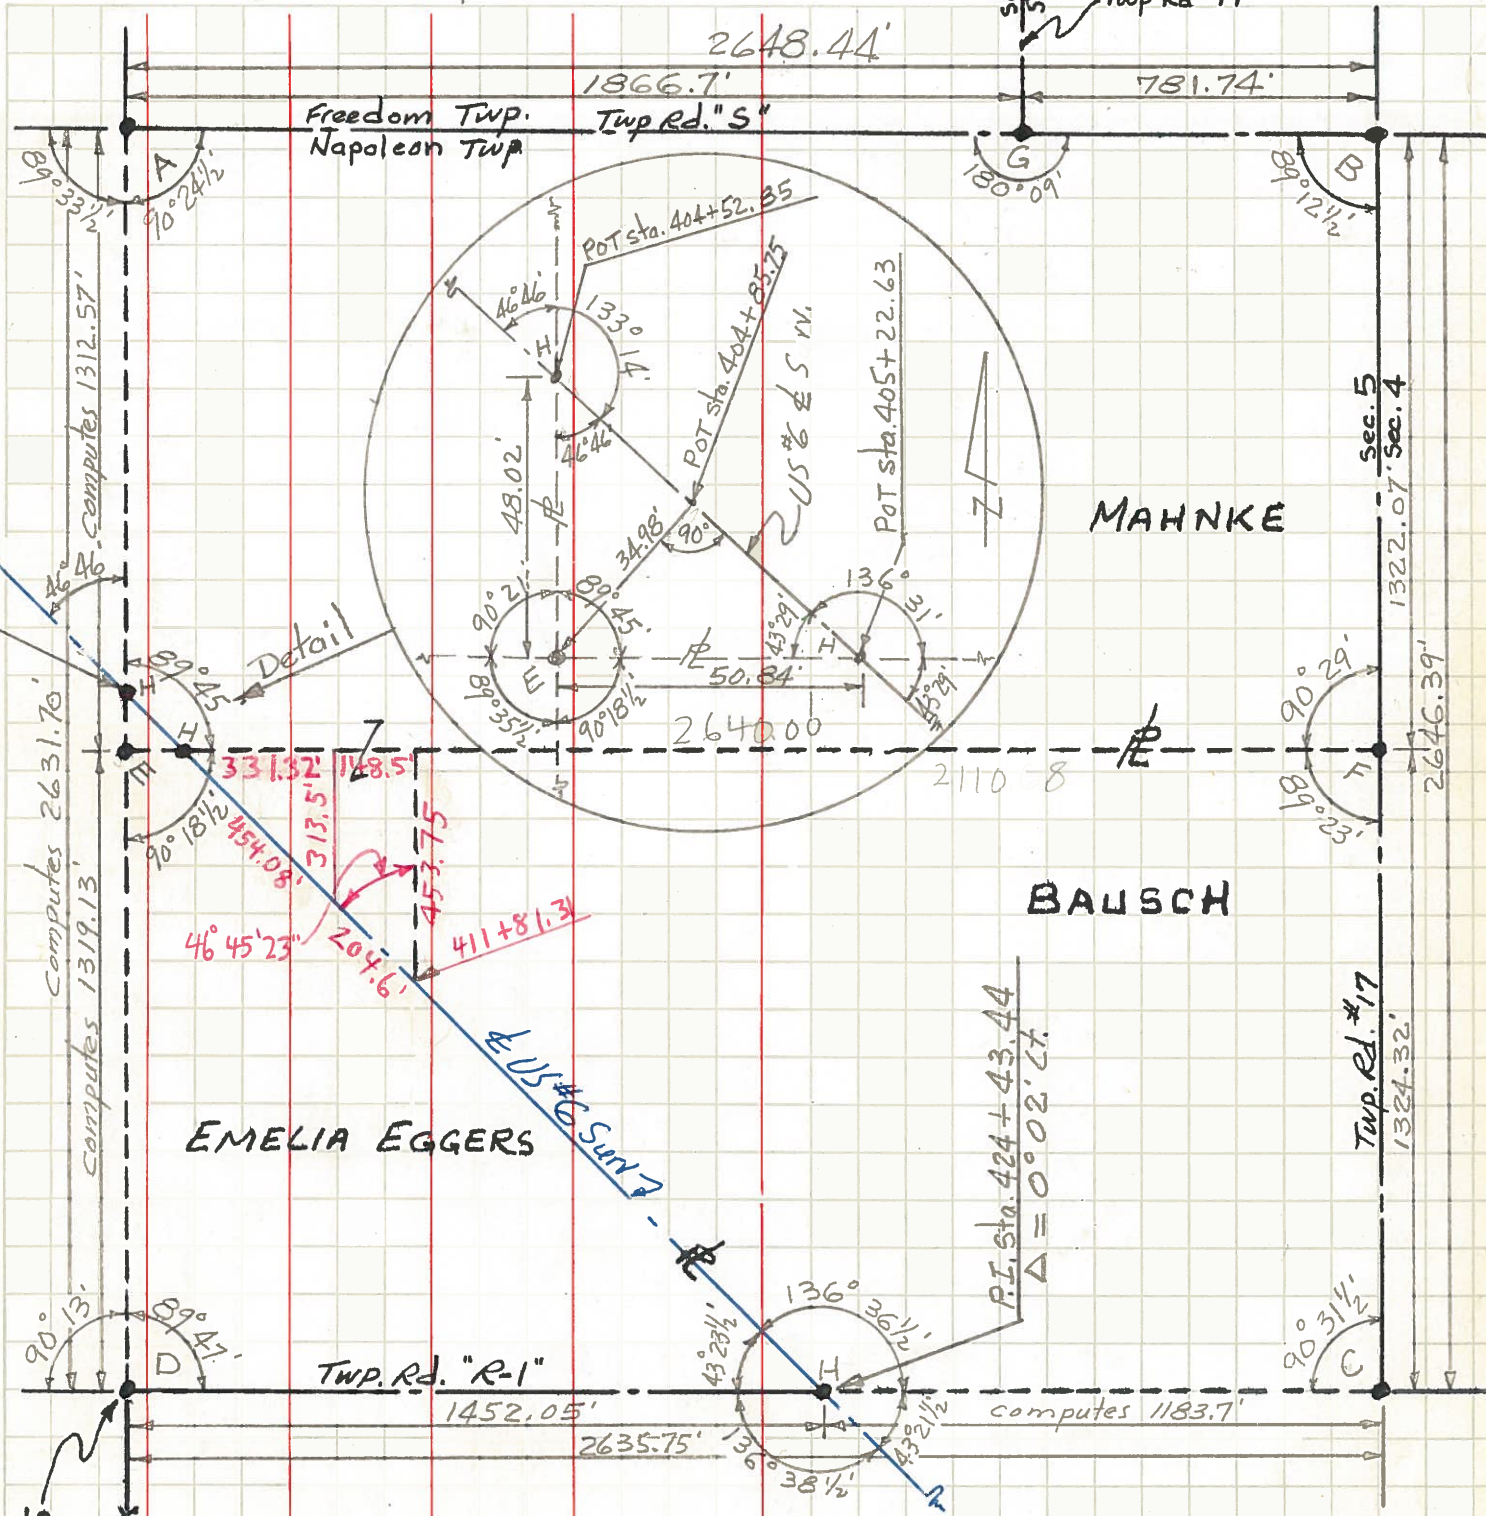 Twp Rd 17
2648.44'
1866.7'
781.74'
Freedom Twp.
Twp Rd. "S"
Napoleon Twp
A
89°33½'
90°24½'
G
180°09'
B
89°12½'
POT sta. 404+52.85
46°46'
133° 14'
H
46°46'
POT sta. 404+85.75
US #6 ℄ S rv.
POT sta. 405+22.63
48.02'
℄
34.98'
90°
N
Computes 1312.57'
46°46'
sec. 5
sec. 4
MAHNKE
1322.07'
2646.39'
90°21'
89°45'
E
89°35½'
90°18½'
43°29'
136° 31'
H
43°29'
℄
50.84'
2640.00
2110 8
Detail
89°45'
H
H
E
90°18½'
331.32'
148.5'
313.5'
454.08'
453.75
46°45'23"
204.6'
411+81.31
90°29'
F
89°23'
℄
computes 2631.70'
computes 1319.13'
BAUSCH
Twp. Rd. #17
1324.32'
EMELIA EGGERS
℄ US #6 Surv
P.I. Sta. 424+43.44
Δ = 0°02' Lt.
90°13'
89°47'
D
Twp. Rd. "R-1"
136° 36½'
43°23½'
H
43°21½'
136° 38½'
90°31½'
C
1452.05'
computes 1183.7'
2635.75'